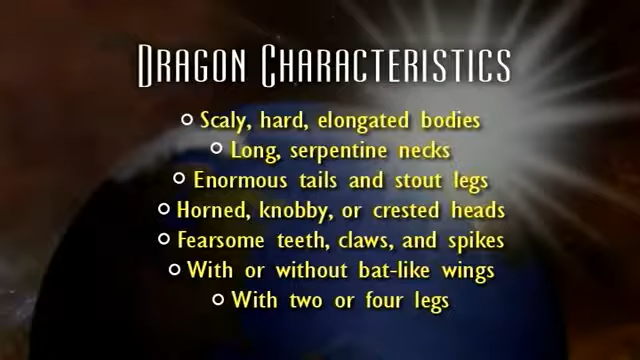 Dragon Characteristics
Scaly, hard, elongated bodies
Long, serpentine necks
Enormous tails and stout legs
Horned, knobby, or crested heads
Fearsome teeth, claws, and spikes
With or without bat-like wings
With two or four legs